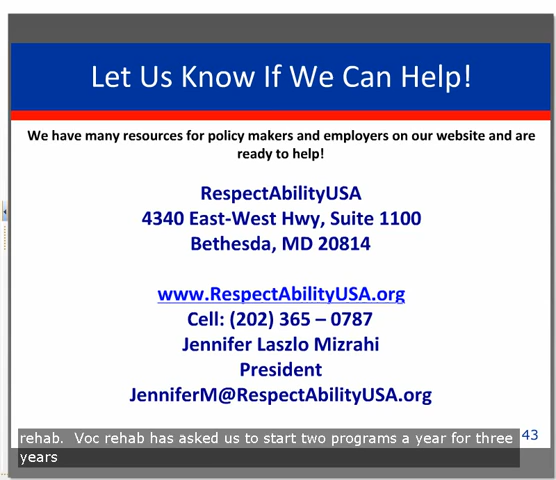 Let Us Know If We Can Help!
We have many resources for policy makers and employers on our website and are
ready to help!
RespectAbilityUSA
4340 East-West Hwy, Suite 1100
Bethesda, MD 20814
www.RespectAbilityUSA.org
Cell: (202) 365 – 0787
Jennifer Laszlo Mizrahi
President
JenniferM@RespectAbilityUSA.org
43
rehab.  Voc rehab has asked us to start two programs a year for three
years